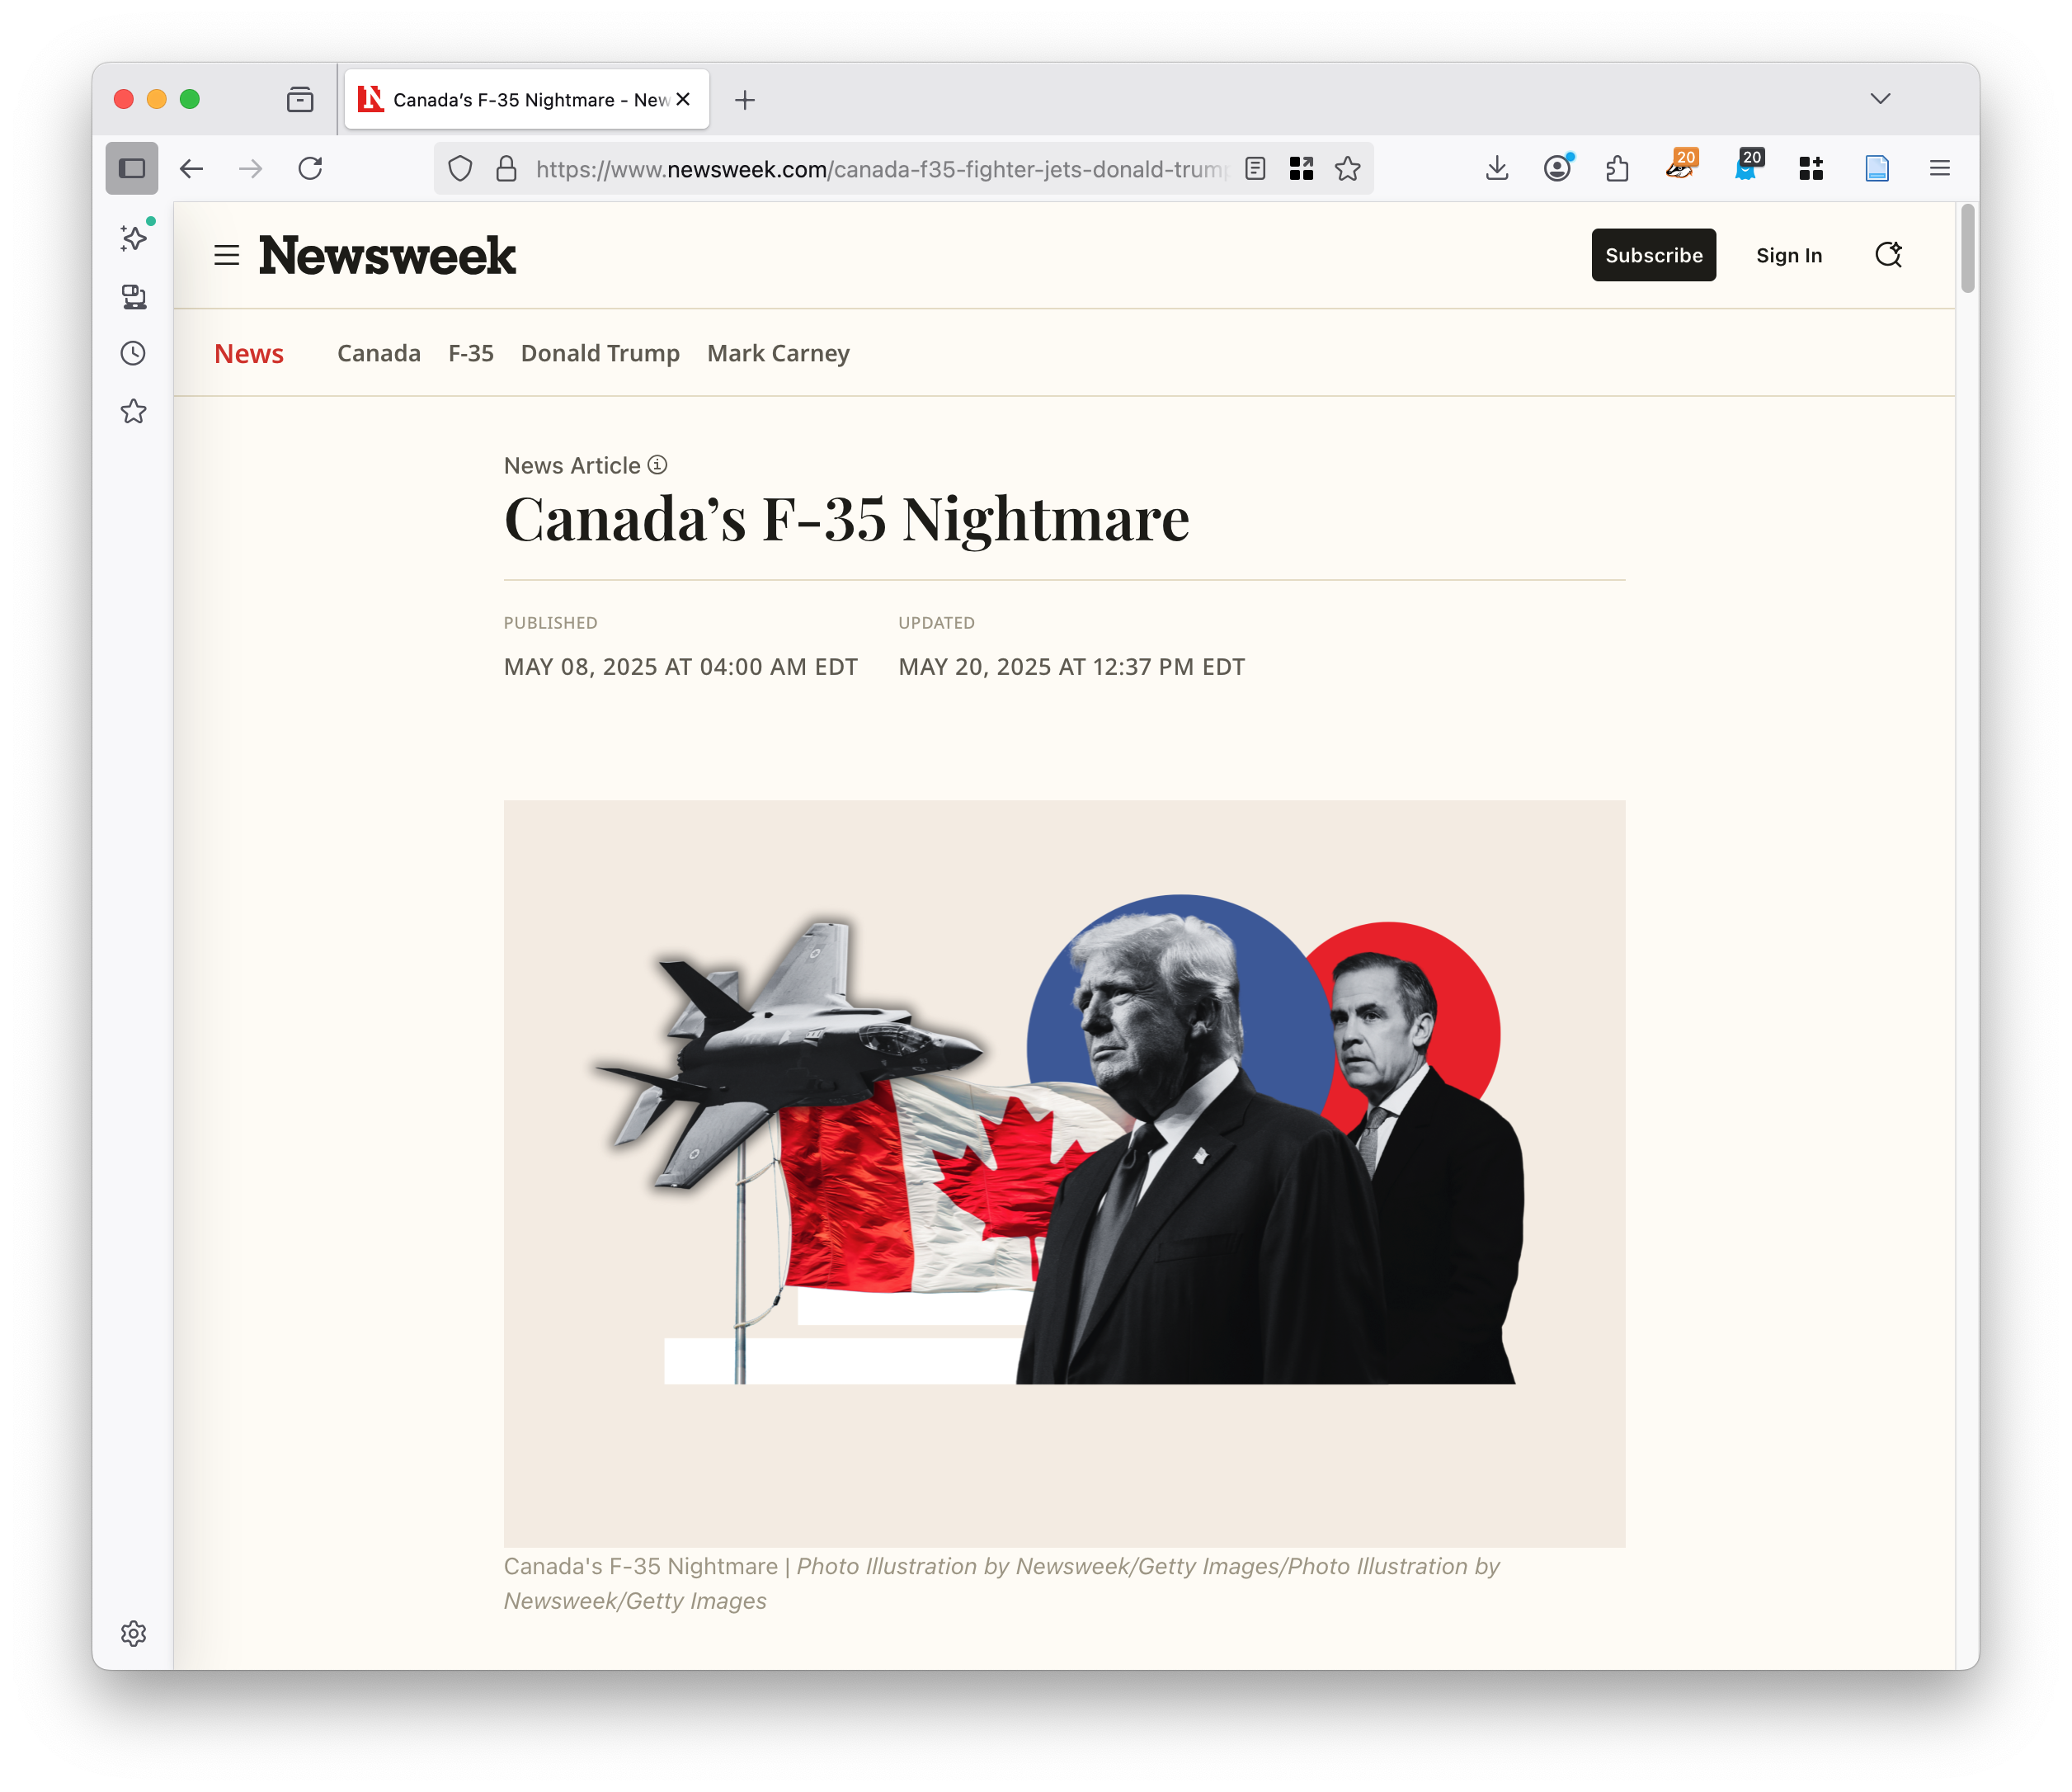 Canada’s F-35 Nightmare - New
https://www.newsweek.com/canada-f35-fighter-jets-donald-trump
20
20
Newsweek
Subscribe
Sign In
News
Canada
F-35
Donald Trump
Mark Carney
News Article
Canada’s F-35 Nightmare
PUBLISHED
MAY 08, 2025 AT 04:00 AM EDT
UPDATED
MAY 20, 2025 AT 12:37 PM EDT
Canada's F-35 Nightmare | Photo Illustration by Newsweek/Getty Images/Photo Illustration by
Newsweek/Getty Images